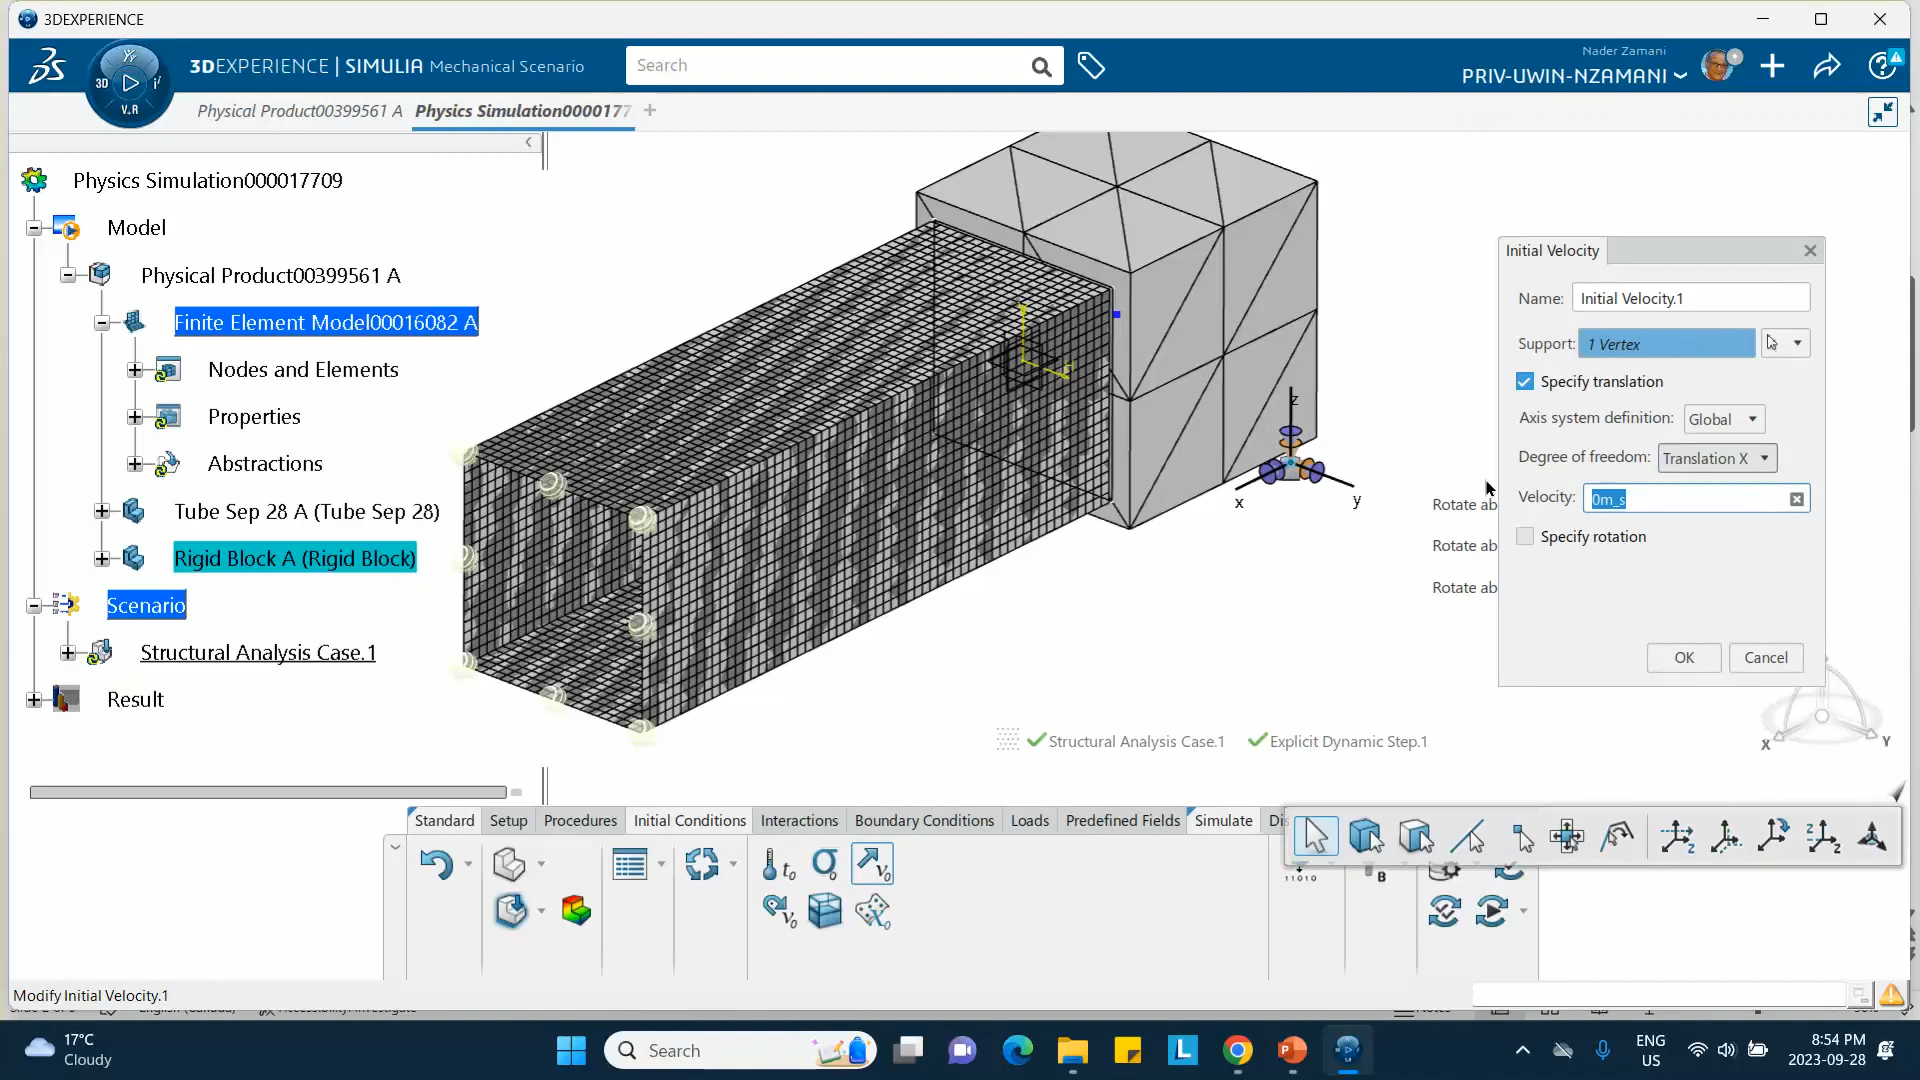 3DEXPERIENCE
3DEXPERIENCE | SIMULIA Mechanical Scenario
Search
Nader Zamani
PRIV-UWIN-NZAMANI
3D
V,R
Physical Product00399561 A
Physics Simulation0000177
Physics Simulation000017709
Model
Physical Product00399561 A
Finite Element Model00016082 A
Nodes and Elements
Properties
Abstractions
Tube Sep 28 A (Tube Sep 28)
Rigid Block A (Rigid Block)
Scenario
Structural Analysis Case.1
Result
z
x
y
Rotate ab
Rotate ab
Rotate ab
Initial Velocity
Name: Initial Velocity.1
Support: 1 Vertex
Specify translation
Axis system definition: Global
Degree of freedom: Translation X
Velocity: 0m_s
Specify rotation
OK Cancel
X
Y
Structural Analysis Case.1
Explicit Dynamic Step.1
Standard Setup Procedures Initial Conditions Interactions Boundary Conditions Loads Predefined Fields Simulate
Modify Initial Velocity.1
17°C
Cloudy
Search
ENG
US
8:54 PM
2023-09-28